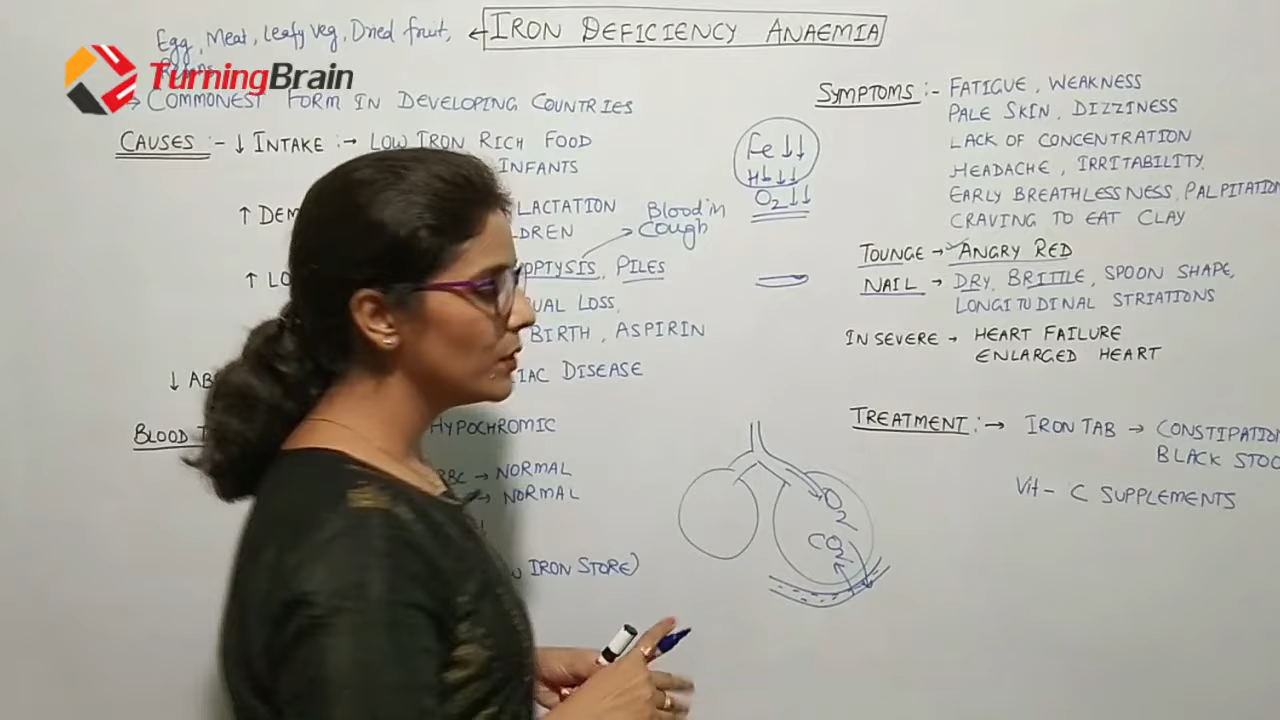 Egg, Meat, Leafy Veg, Dried fruit, ← IRON DEFICIENCY ANAEMIA
TurningBrain
→ COMMONEST FORM IN DEVELOPING COUNTRIES
CAUSES :- ↓ INTAKE :→ LOW IRON RICH FOOD
INFANTS
LACTATION
↑ LO
PILES
Blood in
Cough
UAL LOSS,
BIRTH, ASPIRIN
↓ AB
IAC DISEASE
BLOOD T
HYPOCHROMIC
RBC → NORMAL
→ NORMAL
IRON STORE)
Fe ↓↓
H↓↓↓
O2 ↓↓
SYMPTOMS :- FATIGUE, WEAKNESS
PALE SKIN, DIZZINESS
LACK OF CONCENTRATION
HEADACHE, IRRITABILITY,
EARLY BREATHLESSNESS, PALPITATION
CRAVING TO EAT CLAY
TOUNGE → ANGRY RED
NAIL → DRY, BRITTLE, SPOON SHAPE,
LONGITUDINAL STRIATIONS
IN SEVERE → HEART FAILURE
ENLARGED HEART
TREATMENT :→ IRON TAB → CONSTIPATION
BLACK STOO
Vit - C SUPPLEMENTS
O2
CO2